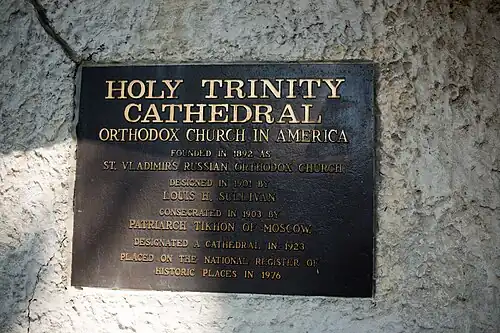 HOLY TRINITY
CATHEDRAL
ORTHODOX CHURCH IN AMERICA
FOUNDED IN 1892 AS
ST. VLADIMIRS RUSSIAN ORTHODOX CHURCH
DESIGNED IN 1901 BY
LOUIS H. SULLIVAN
CONSECRATED IN 1903 BY
PATRIARCH TIKHON OF MOSCOW
DESIGNATED A CATHEDRAL IN 1923
PLACED ON THE NATIONAL REGISTER OF
HISTORIC PLACES IN 1976